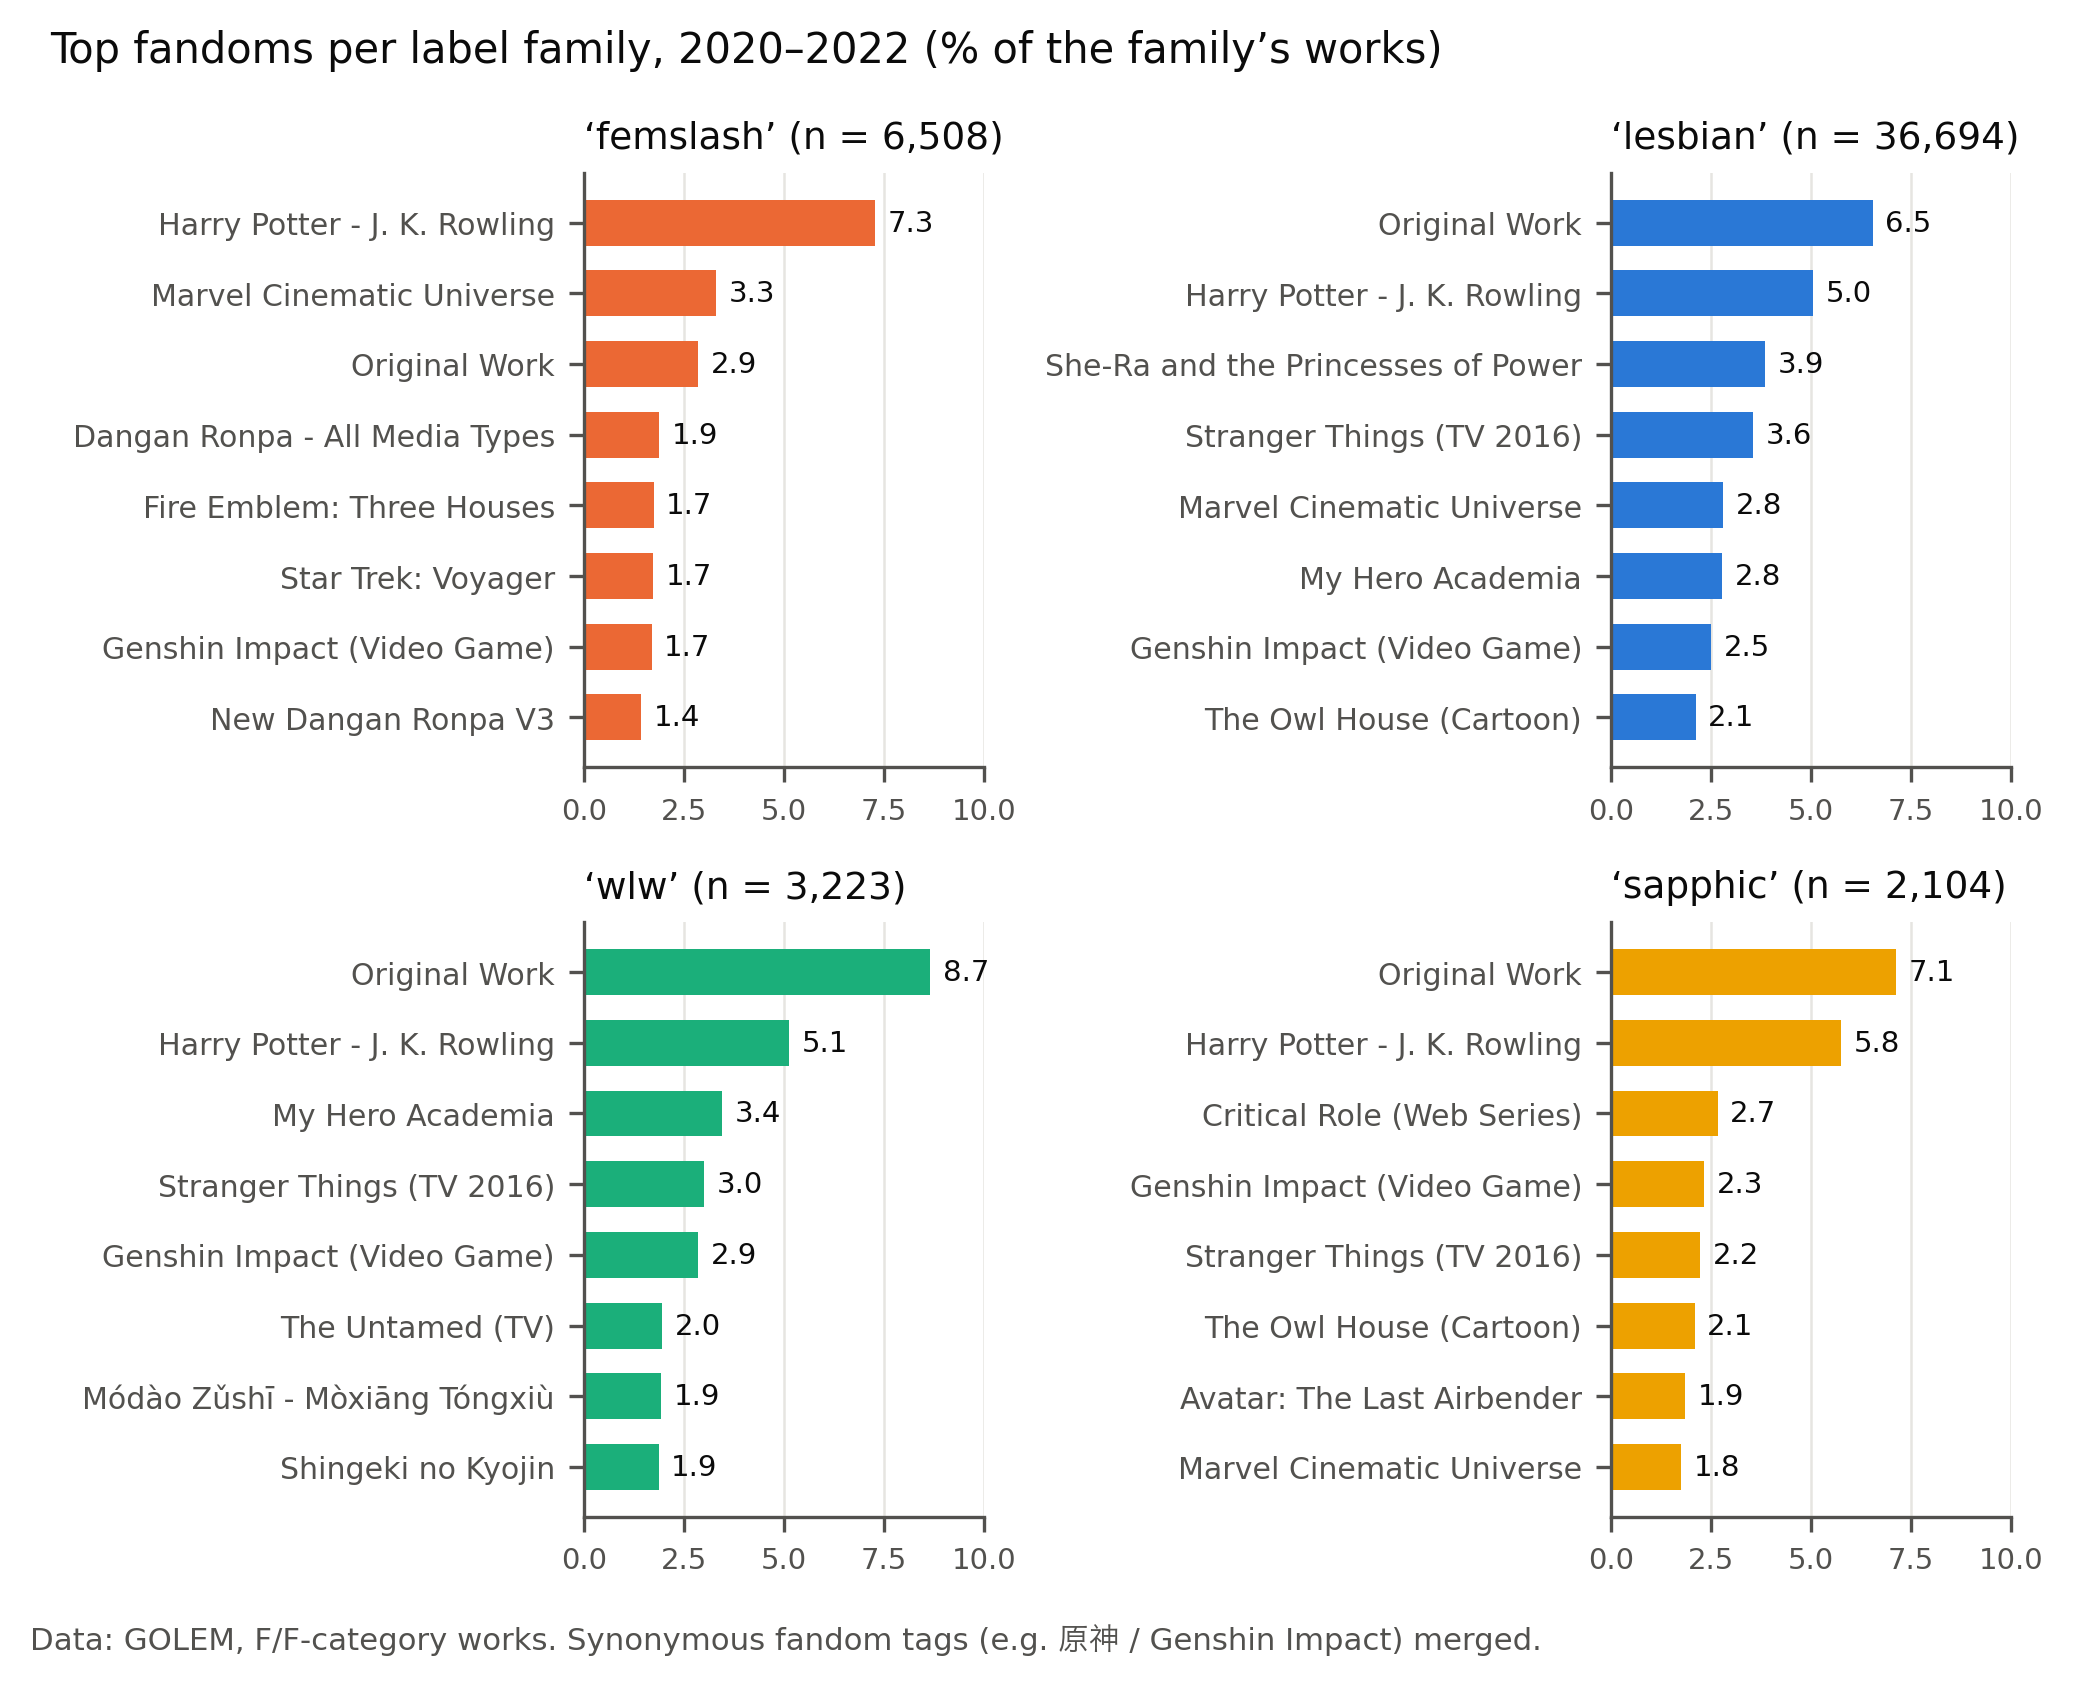 Top fandoms per label family, 2020–2022 (% of the family’s works)
‘femslash’ (n = 6,508)
Harry Potter - J. K. Rowling 7.3
Marvel Cinematic Universe 3.3
Original Work 2.9
Dangan Ronpa - All Media Types 1.9
Fire Emblem: Three Houses 1.7
Star Trek: Voyager 1.7
Genshin Impact (Video Game) 1.7
New Dangan Ronpa V3 1.4
0.0 2.5 5.0 7.5 10.0
‘lesbian’ (n = 36,694)
Original Work 6.5
Harry Potter - J. K. Rowling 5.0
She-Ra and the Princesses of Power 3.9
Stranger Things (TV 2016) 3.6
Marvel Cinematic Universe 2.8
My Hero Academia 2.8
Genshin Impact (Video Game) 2.5
The Owl House (Cartoon) 2.1
0.0 2.5 5.0 7.5 10.0
‘wlw’ (n = 3,223)
Original Work 8.7
Harry Potter - J. K. Rowling 5.1
My Hero Academia 3.4
Stranger Things (TV 2016) 3.0
Genshin Impact (Video Game) 2.9
The Untamed (TV) 2.0
Módào Zǔshī - Mòxiāng Tóngxiù 1.9
Shingeki no Kyojin 1.9
0.0 2.5 5.0 7.5 10.0
‘sapphic’ (n = 2,104)
Original Work 7.1
Harry Potter - J. K. Rowling 5.8
Critical Role (Web Series) 2.7
Genshin Impact (Video Game) 2.3
Stranger Things (TV 2016) 2.2
The Owl House (Cartoon) 2.1
Avatar: The Last Airbender 1.9
Marvel Cinematic Universe 1.8
0.0 2.5 5.0 7.5 10.0
Data: GOLEM, F/F-category works. Synonymous fandom tags (e.g. 原神 / Genshin Impact) merged.